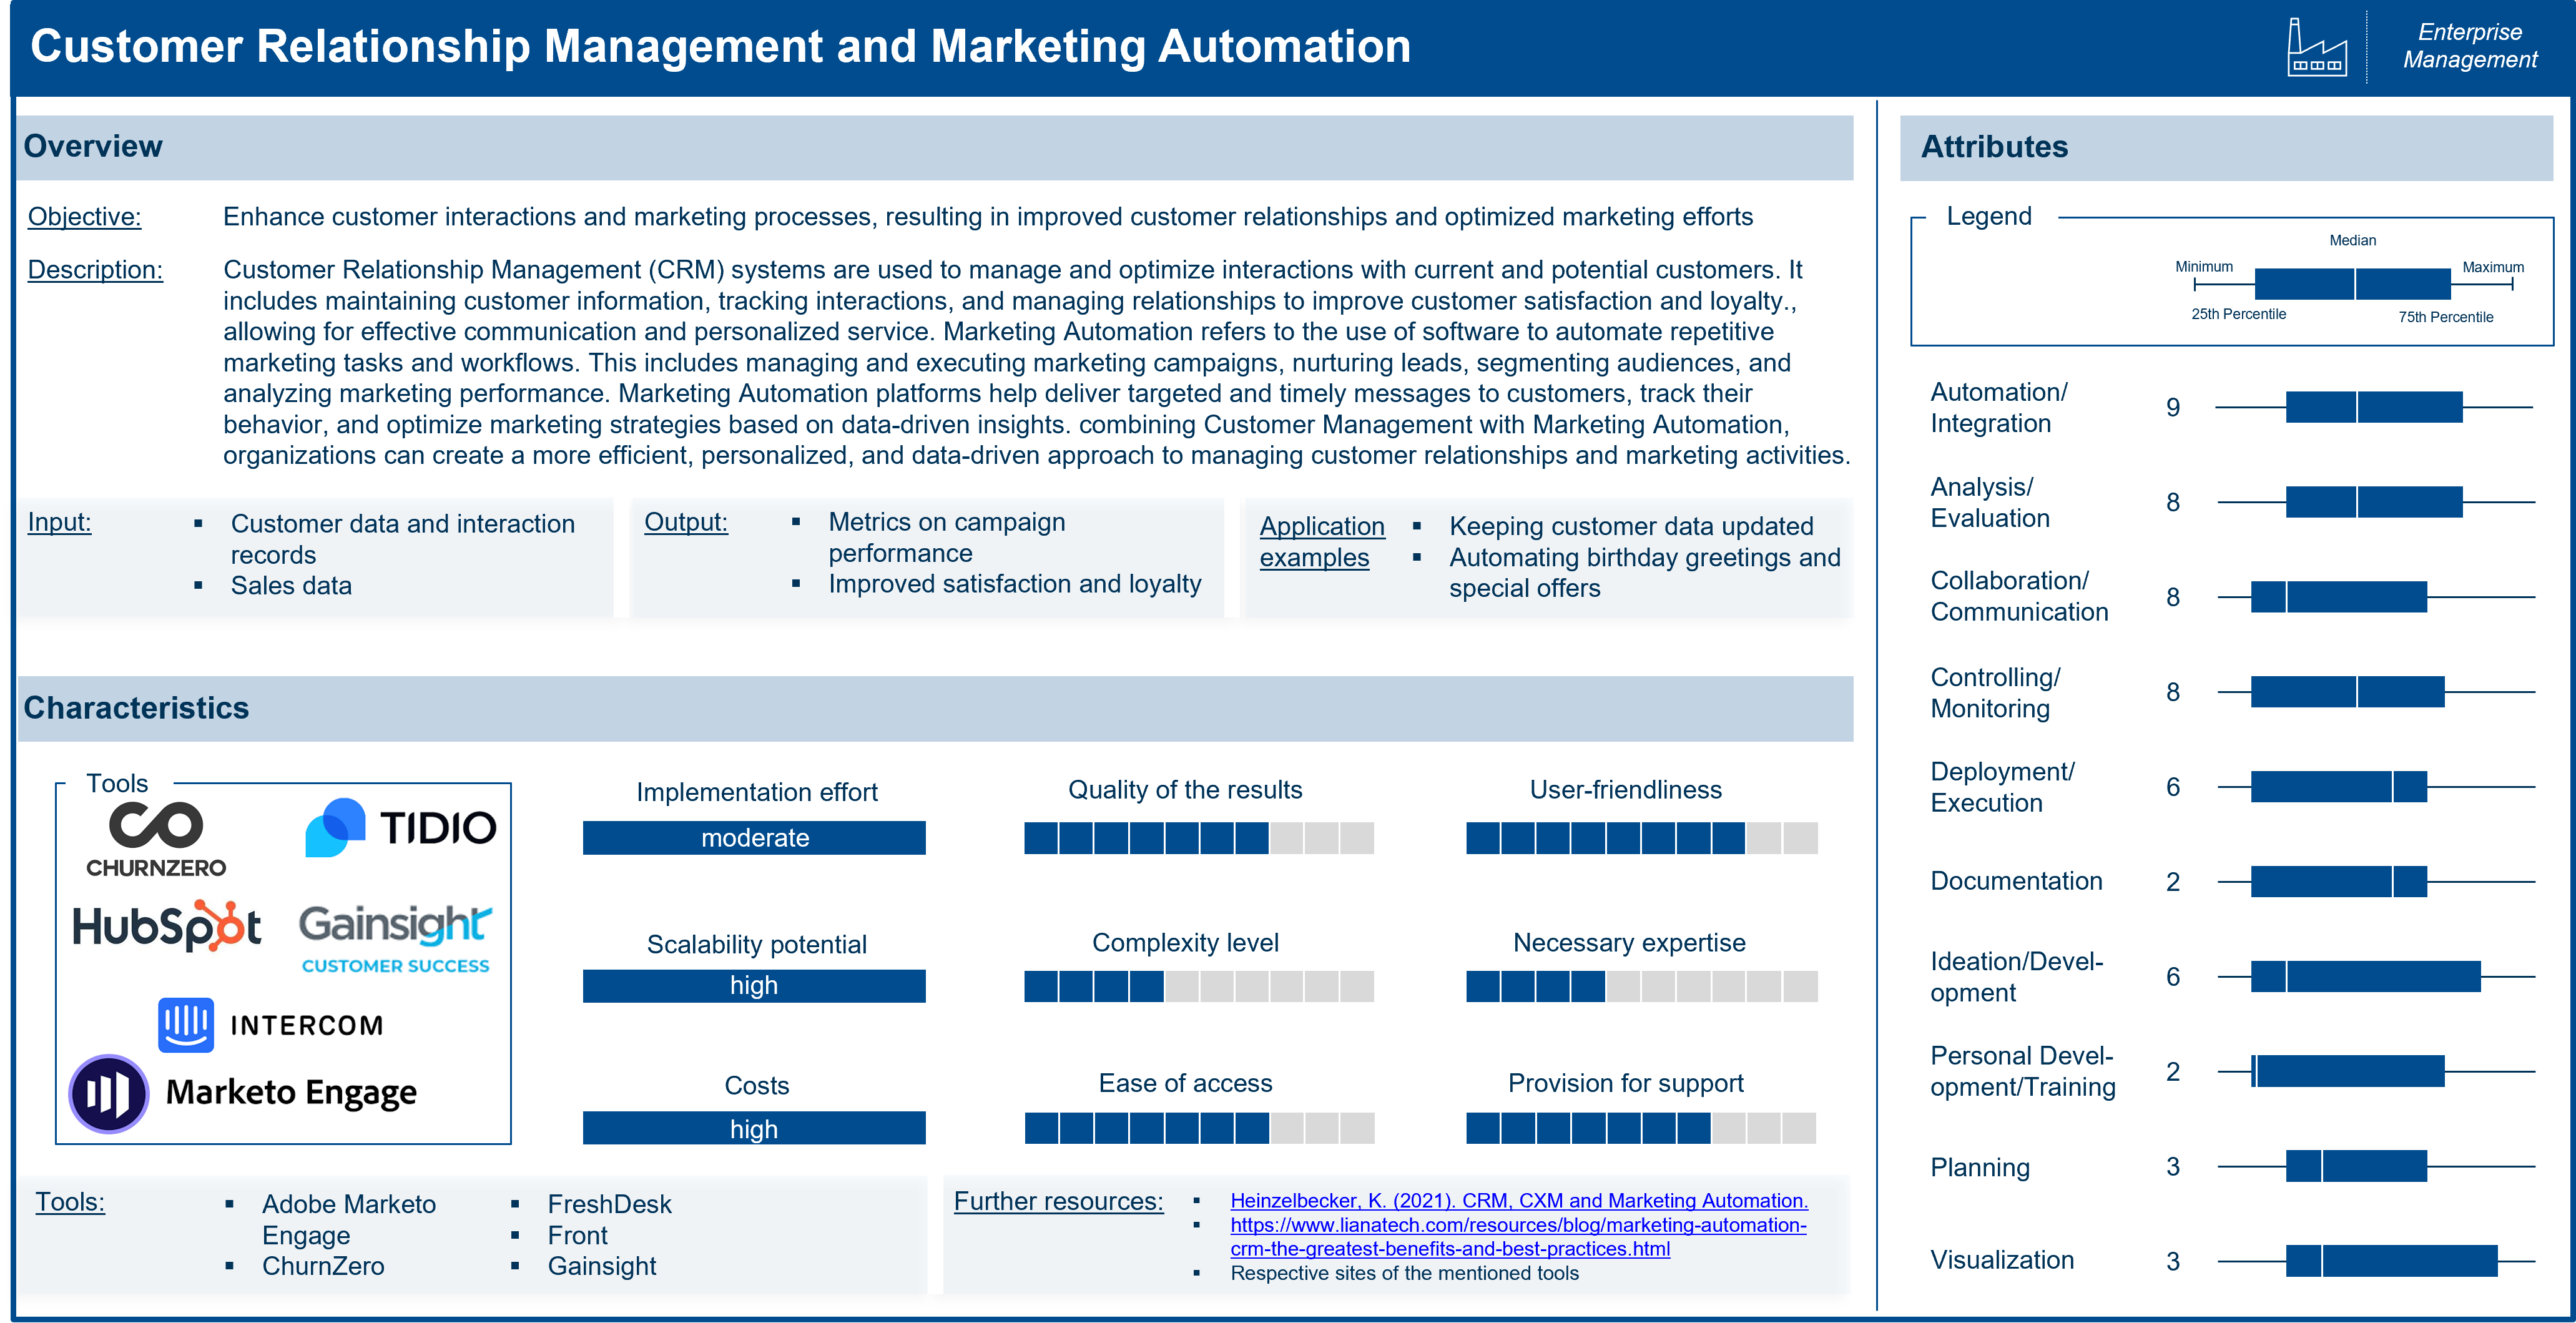 Customer Relationship Management and Marketing Automation
Enterprise
Management
Overview
Objective:
Enhance customer interactions and marketing processes, resulting in improved customer relationships and optimized marketing efforts
Description:
Customer Relationship Management (CRM) systems are used to manage and optimize interactions with current and potential customers. It
includes maintaining customer information, tracking interactions, and managing relationships to improve customer satisfaction and loyalty.,
allowing for effective communication and personalized service. Marketing Automation refers to the use of software to automate repetitive
marketing tasks and workflows. This includes managing and executing marketing campaigns, nurturing leads, segmenting audiences, and
analyzing marketing performance. Marketing Automation platforms help deliver targeted and timely messages to customers, track their
behavior, and optimize marketing strategies based on data-driven insights. combining Customer Management with Marketing Automation,
organizations can create a more efficient, personalized, and data-driven approach to managing customer relationships and marketing activities.
Input:
▪ Customer data and interaction
records
▪ Sales data
Output:
▪ Metrics on campaign
performance
▪ Improved satisfaction and loyalty
Application
examples
▪ Keeping customer data updated
▪ Automating birthday greetings and
special offers
Characteristics
Tools
CHURNZERO
TIDIO
HubSpot
Gainsight
CUSTOMER SUCCESS
INTERCOM
Marketo Engage
Implementation effort
moderate
Quality of the results
User-friendliness
Scalability potential
high
Complexity level
Necessary expertise
Costs
high
Ease of access
Provision for support
Tools:
▪ Adobe Marketo
Engage
▪ ChurnZero
▪ FreshDesk
▪ Front
▪ Gainsight
Further resources:
▪ Heinzelbecker, K. (2021). CRM, CXM and Marketing Automation.
▪ https://www.lianatech.com/resources/blog/marketing-automation-
crm-the-greatest-benefits-and-best-practices.html
▪ Respective sites of the mentioned tools
Attributes
Legend
Median
Minimum
Maximum
25th Percentile
75th Percentile
Automation/
Integration
9
Analysis/
Evaluation
8
Collaboration/
Communication
8
Controlling/
Monitoring
8
Deployment/
Execution
6
Documentation
2
Ideation/Devel-
opment
6
Personal Devel-
opment/Training
2
Planning
3
Visualization
3